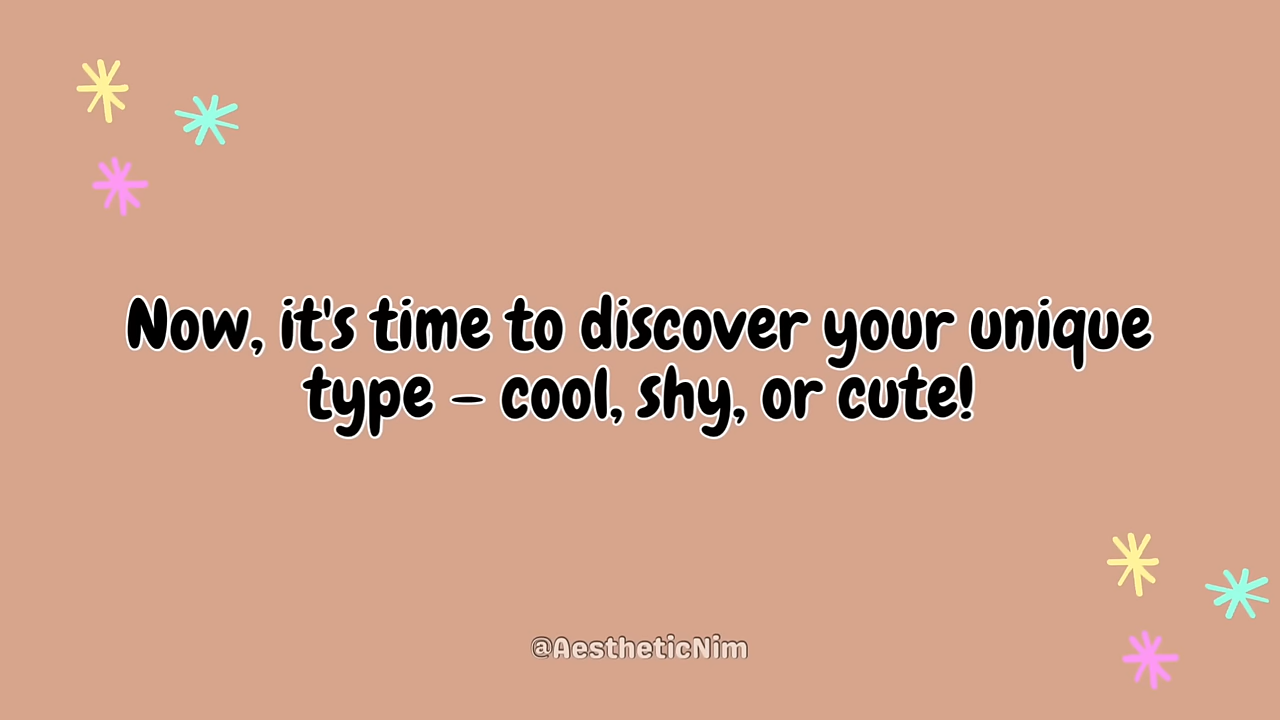 Now, it's time to discover your unique
type – cool, shy, or cute!
@AestheticNim